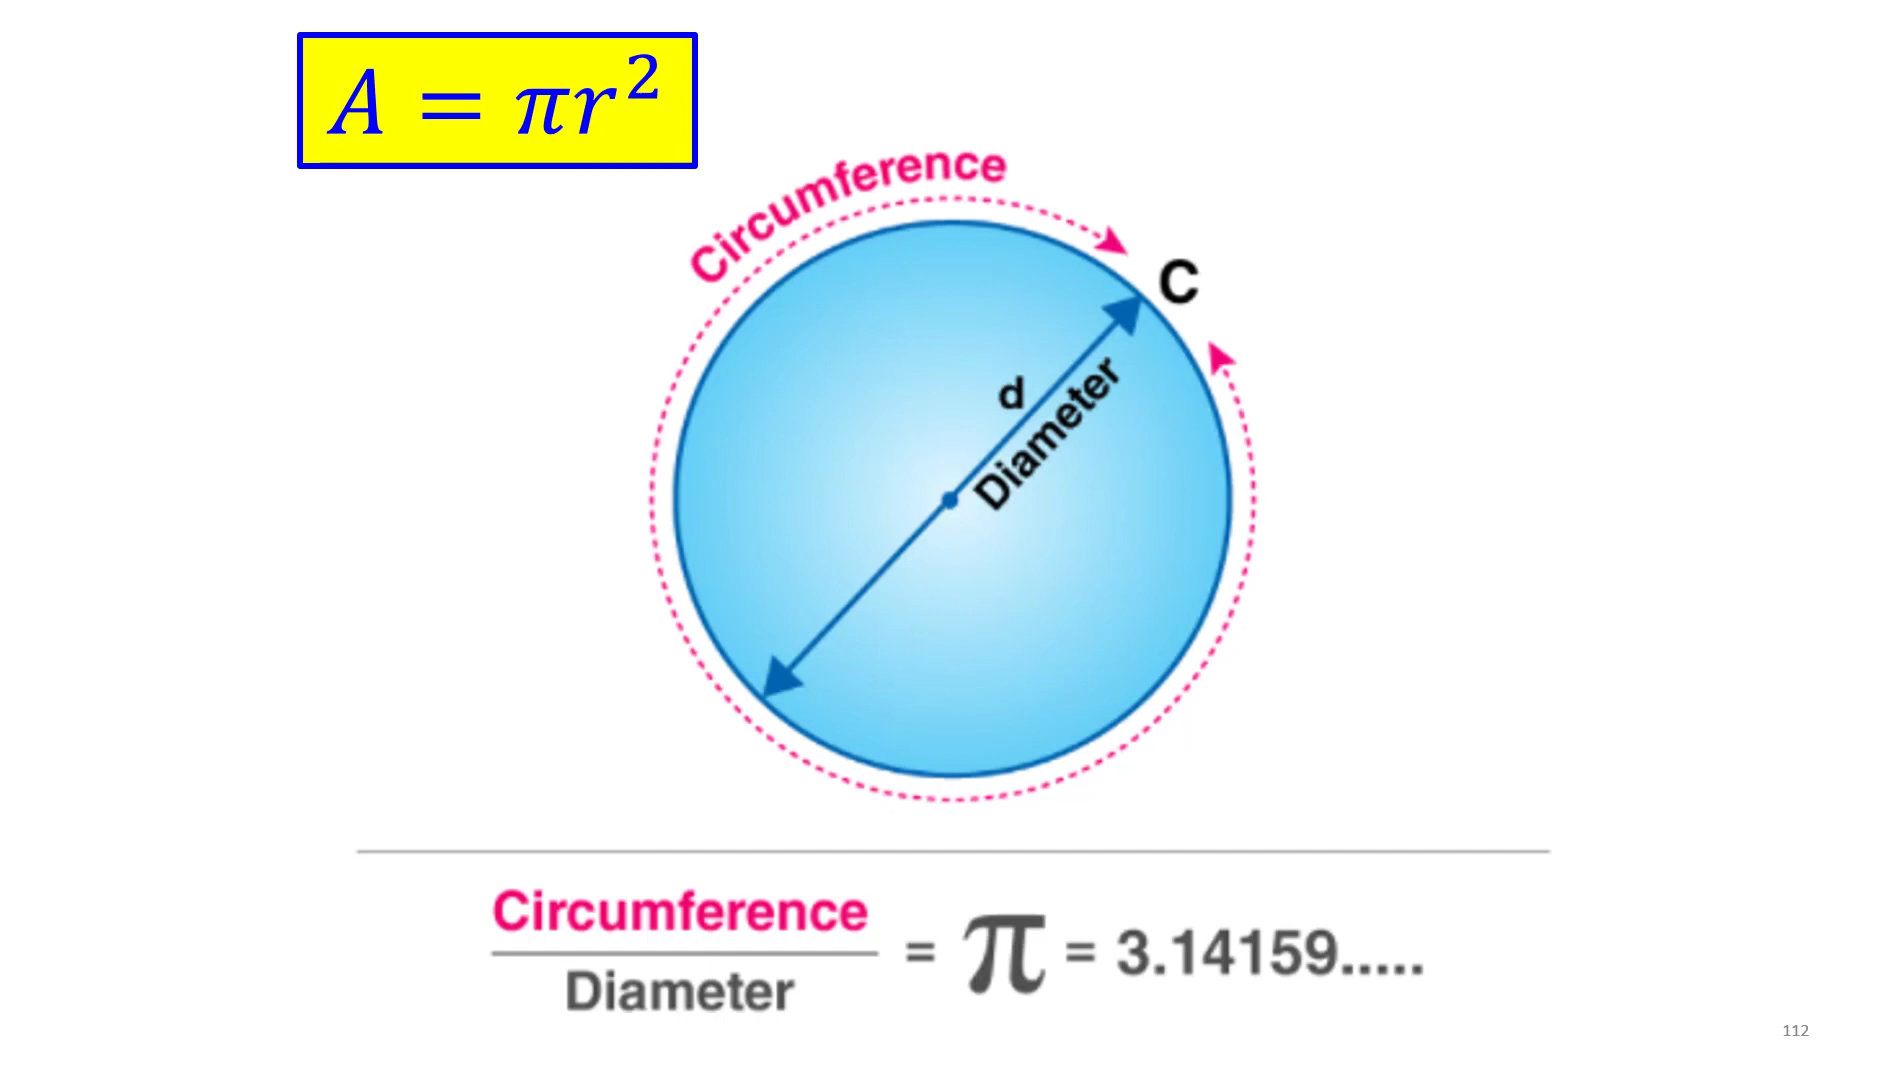 A = πr²
Circumference
C
d
Diameter
Circumference
Diameter
= π = 3.14159.....
112